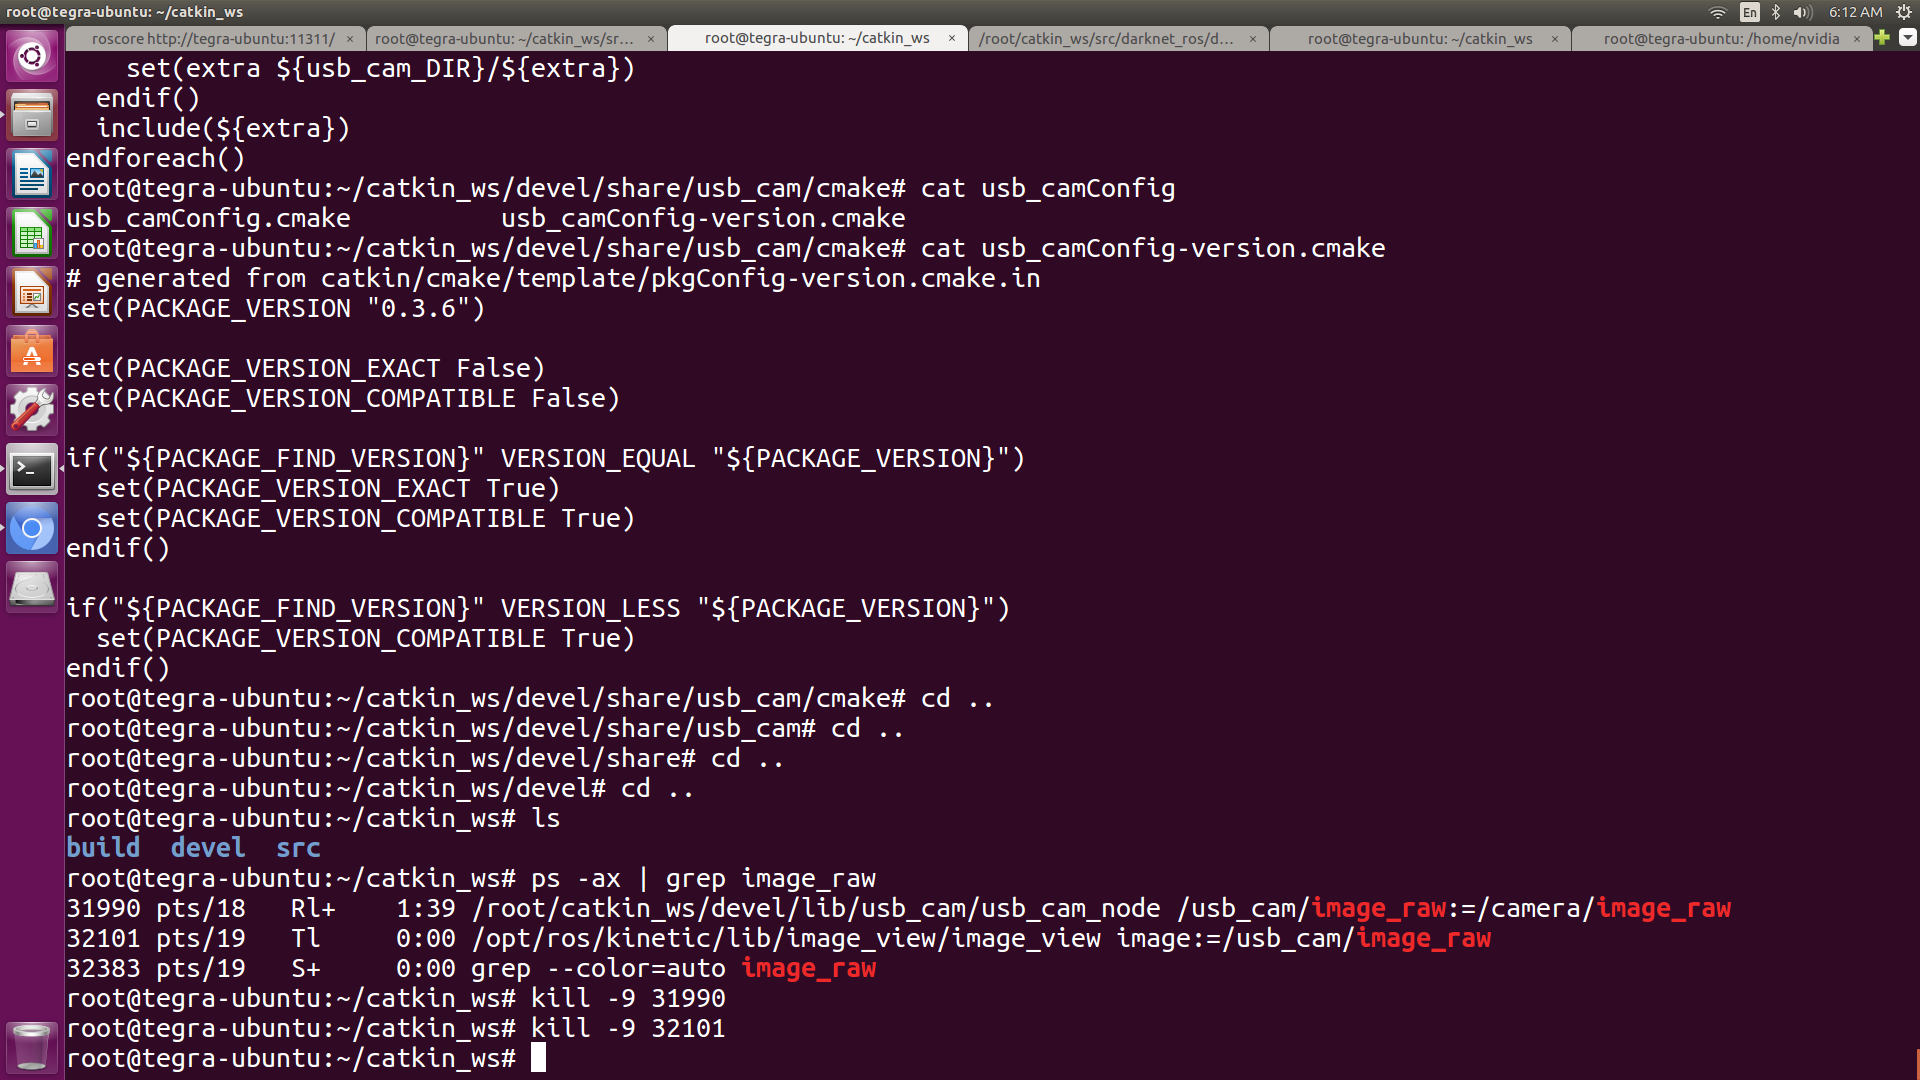 root@tegra-ubuntu: ~/catkin_ws
En
6:12 AM
roscore http://tegra-ubuntu:11311/ ×
root@tegra-ubuntu: ~/catkin_ws/sr... ×
root@tegra-ubuntu: ~/catkin_ws ×
/root/catkin_ws/src/darknet_ros/d... ×
root@tegra-ubuntu: ~/catkin_ws ×
root@tegra-ubuntu: /home/nvidia ×
    set(extra ${usb_cam_DIR}/${extra})
  endif()
  include(${extra})
endforeach()
root@tegra-ubuntu:~/catkin_ws/devel/share/usb_cam/cmake# cat usb_camConfig
usb_camConfig.cmake          usb_camConfig-version.cmake
root@tegra-ubuntu:~/catkin_ws/devel/share/usb_cam/cmake# cat usb_camConfig-version.cmake
# generated from catkin/cmake/template/pkgConfig-version.cmake.in
set(PACKAGE_VERSION "0.3.6")
set(PACKAGE_VERSION_EXACT False)
set(PACKAGE_VERSION_COMPATIBLE False)
if("${PACKAGE_FIND_VERSION}" VERSION_EQUAL "${PACKAGE_VERSION}")
  set(PACKAGE_VERSION_EXACT True)
  set(PACKAGE_VERSION_COMPATIBLE True)
endif()
if("${PACKAGE_FIND_VERSION}" VERSION_LESS "${PACKAGE_VERSION}")
  set(PACKAGE_VERSION_COMPATIBLE True)
endif()
root@tegra-ubuntu:~/catkin_ws/devel/share/usb_cam/cmake# cd ..
root@tegra-ubuntu:~/catkin_ws/devel/share/usb_cam# cd ..
root@tegra-ubuntu:~/catkin_ws/devel/share# cd ..
root@tegra-ubuntu:~/catkin_ws/devel# cd ..
root@tegra-ubuntu:~/catkin_ws# ls
build  devel  src
root@tegra-ubuntu:~/catkin_ws# ps -ax | grep image_raw
31990 pts/18   Rl+    1:39 /root/catkin_ws/devel/lib/usb_cam/usb_cam_node /usb_cam/image_raw:=/camera/image_raw
32101 pts/19   Tl     0:00 /opt/ros/kinetic/lib/image_view/image_view image:=/usb_cam/image_raw
32383 pts/19   S+     0:00 grep --color=auto image_raw
root@tegra-ubuntu:~/catkin_ws# kill -9 31990
root@tegra-ubuntu:~/catkin_ws# kill -9 32101
root@tegra-ubuntu:~/catkin_ws#